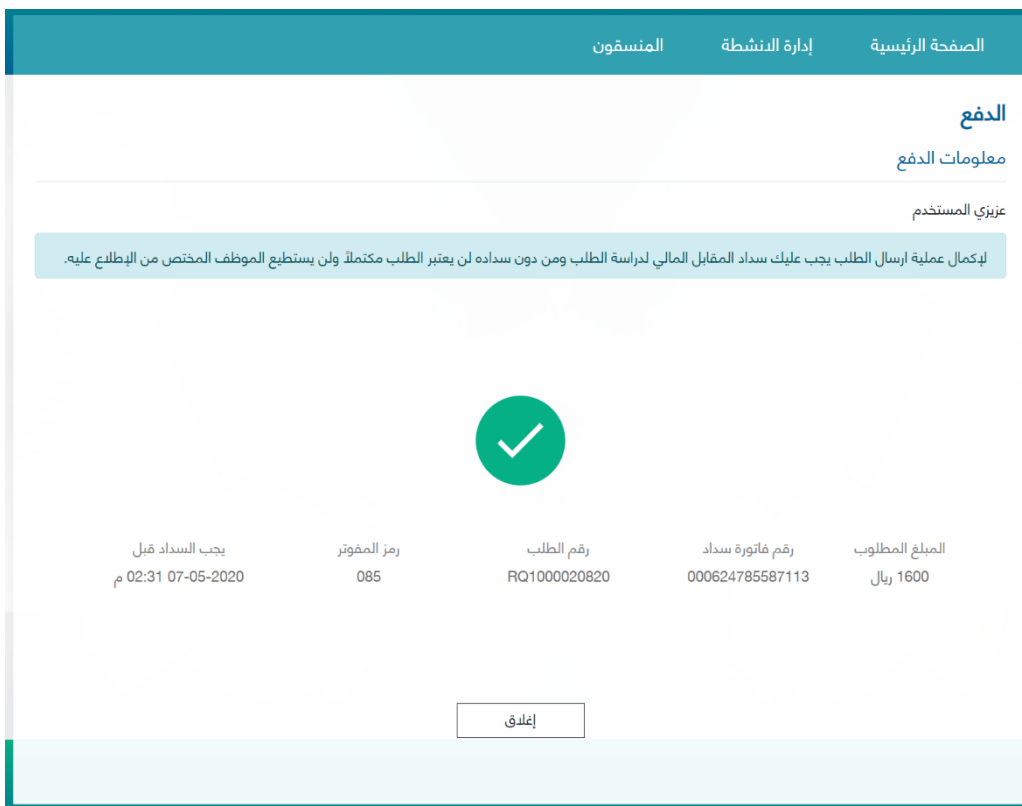 الصفحة الرئيسية إدارة الانشطة المنسقون
الدفع
معلومات الدفع
عزيزي المستخدم
لإكمال عملية ارسال الطلب يجب عليك سداد المقابل المالي لدراسة الطلب ومن دون سداده لن يعتبر الطلب مكتملاً ولن يستطيع الموظف المختص من الإطلاع عليه.
المبلغ المطلوب رقم فاتورة سداد رقم الطلب رمز المفوتر يجب السداد قبل
1600 ريال 000624785587113 RQ1000020820 085 07-05-2020 02:31 م
إغلاق